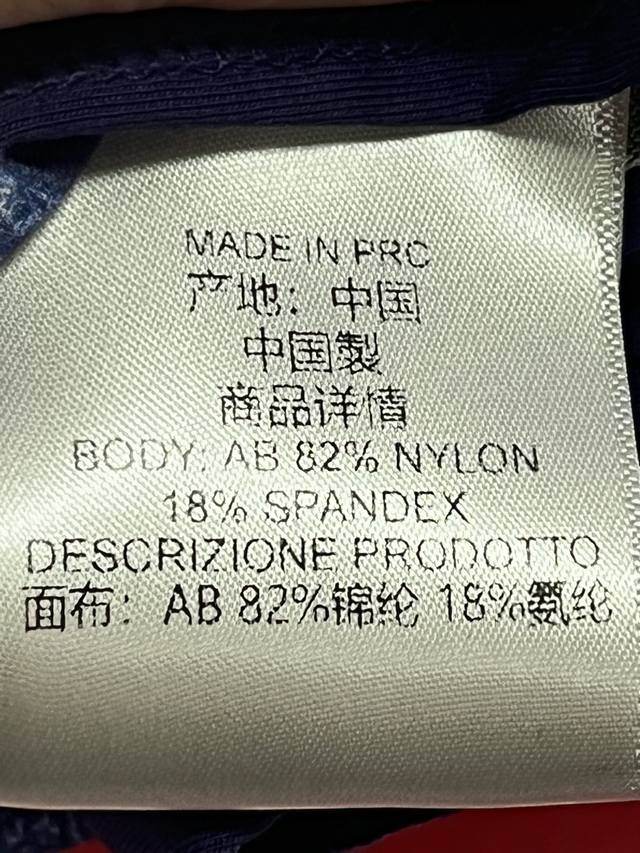 MADE IN PRC
产地：中国
中国製
商品详情
BODY: AB 82% NYLON
18% SPANDEX
DESCRIZIONE PRODOTTO
面布：AB 82%锦纶 18%氨纶